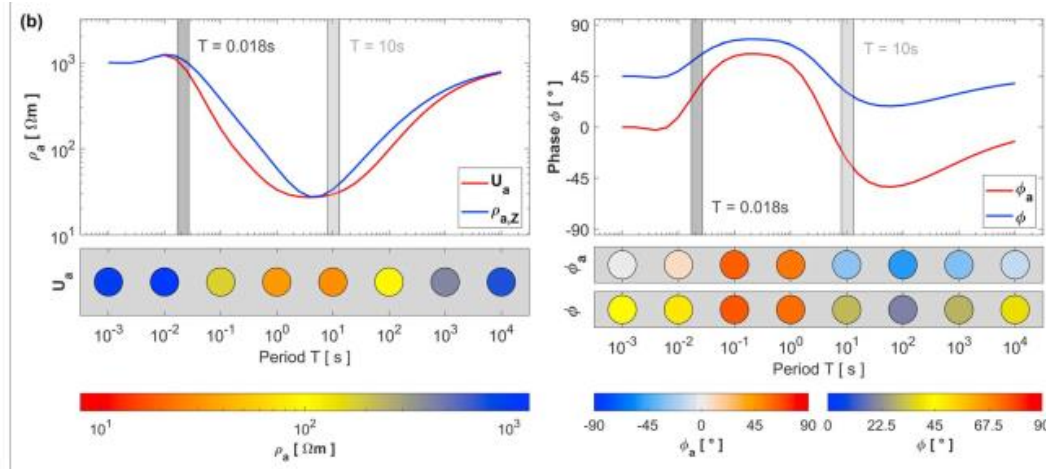 (b)
T = 0.018s
T = 10s
10³
10²
10¹
ρa [ Ωm ]
Ua
ρa,Z
Ua
10⁻³ 10⁻² 10⁻¹ 10⁰ 10¹ 10² 10³ 10⁴
Period T [ s ]
10¹ 10² 10³
ρa [ Ωm ]
90
45
0
-45
-90
Phase ϕ [ ° ]
T = 10s
T = 0.018s
ϕa
ϕ
ϕa
ϕ
10⁻³ 10⁻² 10⁻¹ 10⁰ 10¹ 10² 10³ 10⁴
Period T [ s ]
-90 -45 0 45 90
ϕa [ ° ]
0 22.5 45 67.5 90
ϕ [ ° ]